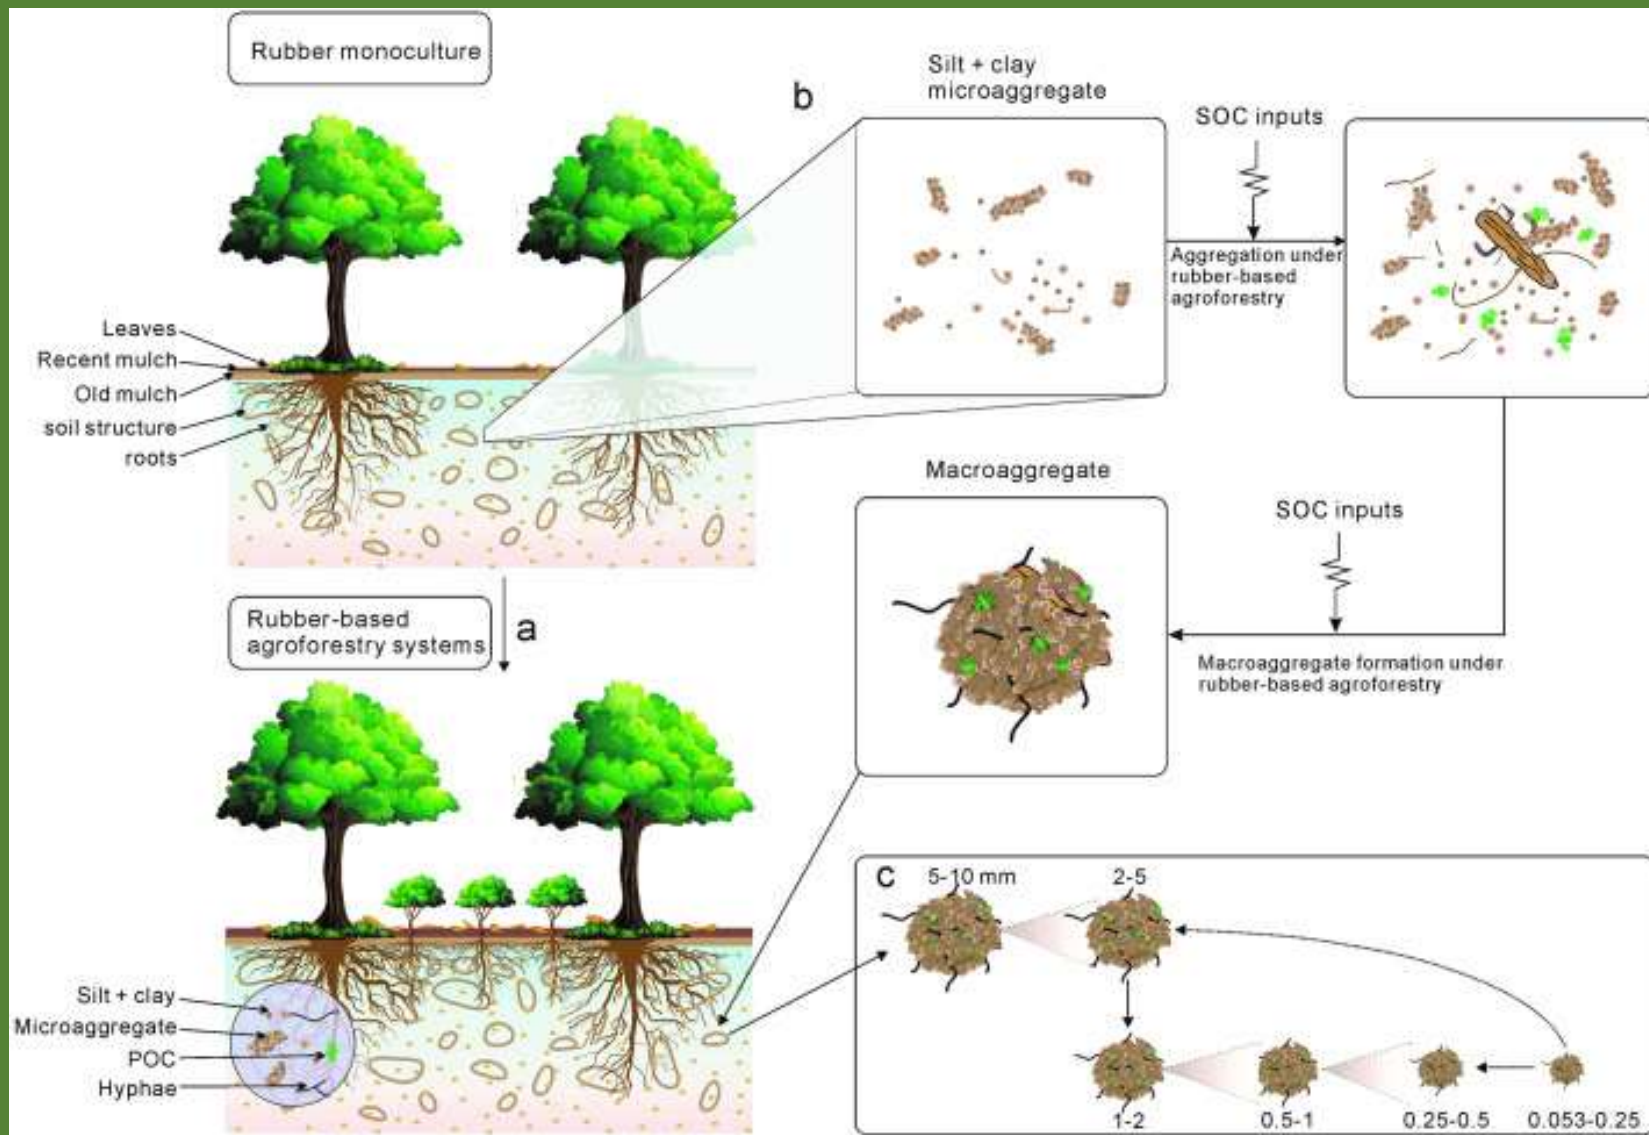 Rubber monoculture
Leaves
Recent mulch
Old mulch
soil structure
roots
b
Silt + clay
microaggregate
SOC inputs
Aggregation under
rubber-based
agroforestry
Macroaggregate
SOC inputs
Macroaggregate formation under
rubber-based agroforestry
a
Rubber-based
agroforestry systems
Silt + clay
Microaggregate
POC
Hyphae
c
5-10 mm
2-5
1-2
0.5-1
0.25-0.5
0.053-0.25